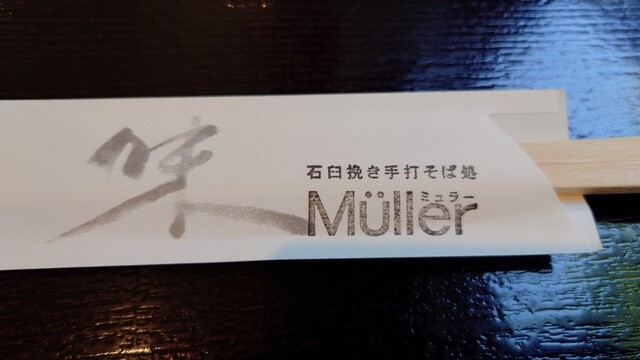 味
石臼挽き手打そば処
Müller
ミュラー